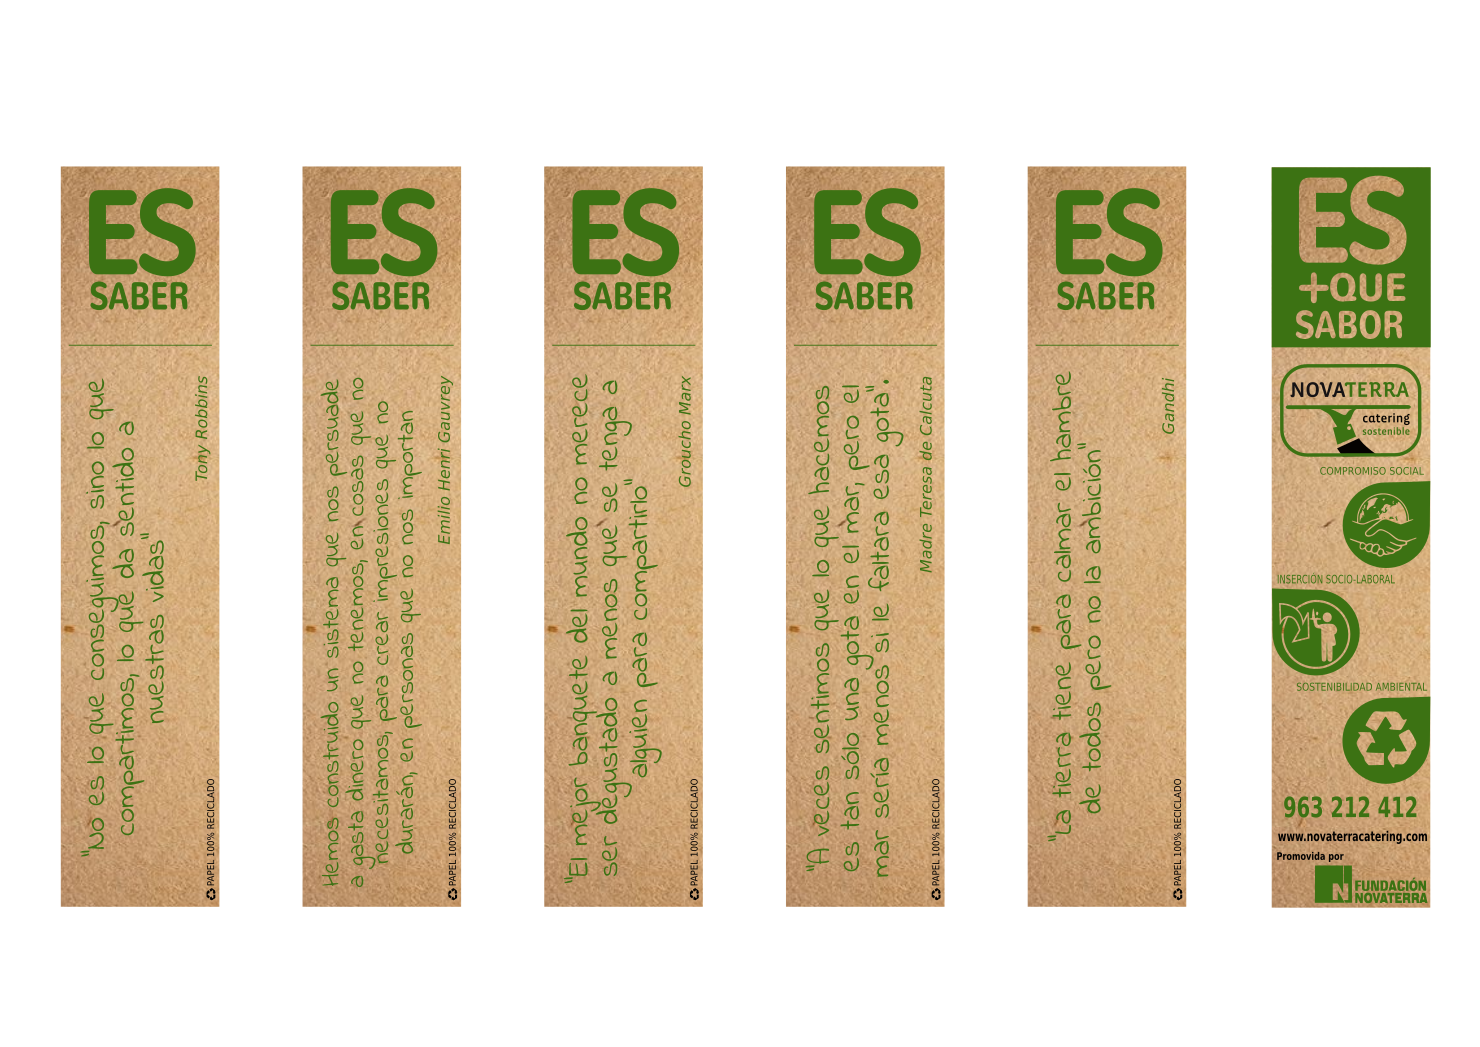 ES
SABER
"No es lo que conseguimos, sino lo que
compartimos, lo que da sentido a
nuestras vidas"
Tony Robbins
PAPEL 100% RECICLADO
ES
SABER
Hemos construido un sistema que nos persuade
a gasta dinero que no tenemos, en cosas que no
necesitamos, para crear impresiones que no
durarán, en personas que no nos importan
Emilio Henri Gauvrey
PAPEL 100% RECICLADO
ES
SABER
"El mejor banquete del mundo no merece
ser degustado a menos que se tenga a
alguien para compartirlo"
Groucho Marx
PAPEL 100% RECICLADO
ES
SABER
"A veces sentimos que lo que hacemos
es tan sólo una gota en el mar, pero el
mar sería menos si le faltara esa gota".
Madre Teresa de Calcuta
PAPEL 100% RECICLADO
ES
SABER
"La tierra tiene para calmar el hambre
de todos pero no la ambición"
Gandhi
PAPEL 100% RECICLADO
ES
+QUE
SABOR
NOVATERRA
catering
sostenible
COMPROMISO SOCIAL
INSERCIÓN SOCIO-LABORAL
SOSTENIBILIDAD AMBIENTAL
963 212 412
www.novaterracatering.com
Promovida por
N
FUNDACIÓN
NOVATERRA